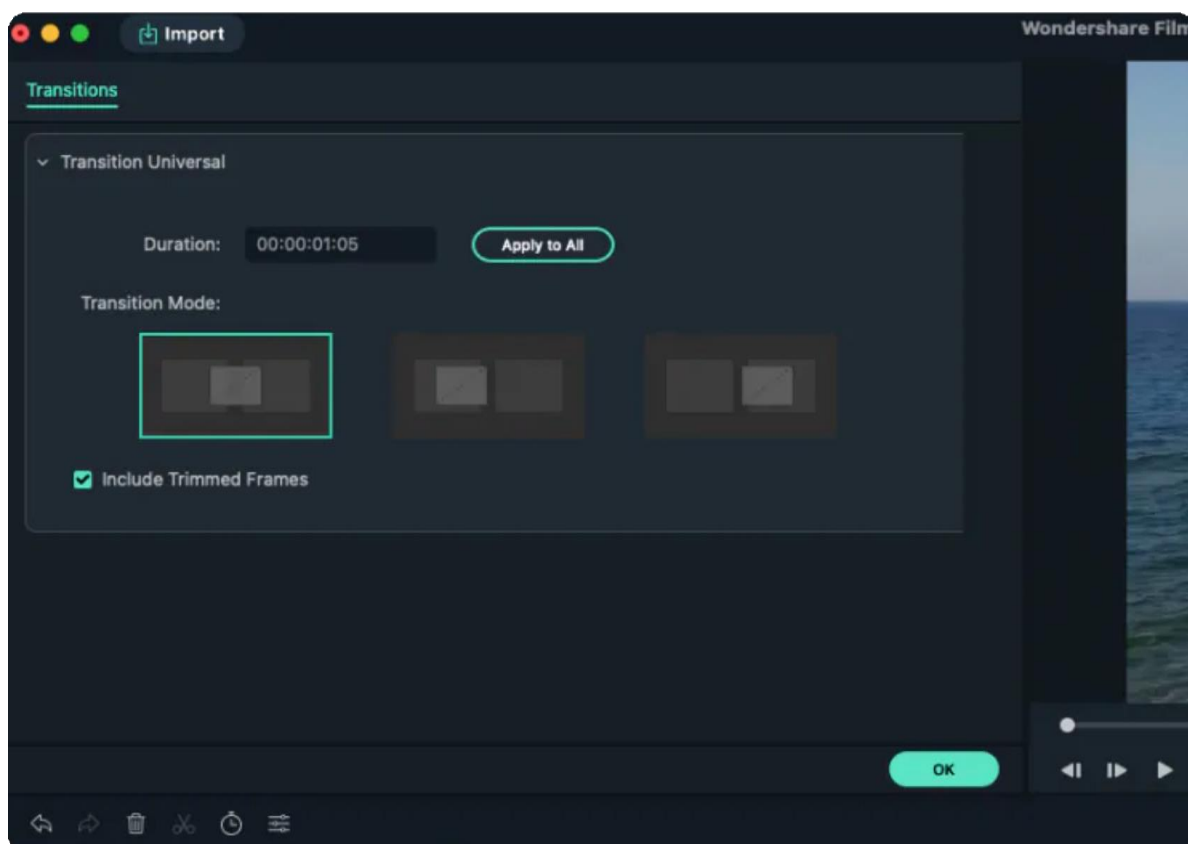 Import
Wondershare Film
Transitions
Transition Universal
Duration: 00:00:01:05 Apply to All
Transition Mode:
Include Trimmed Frames
OK